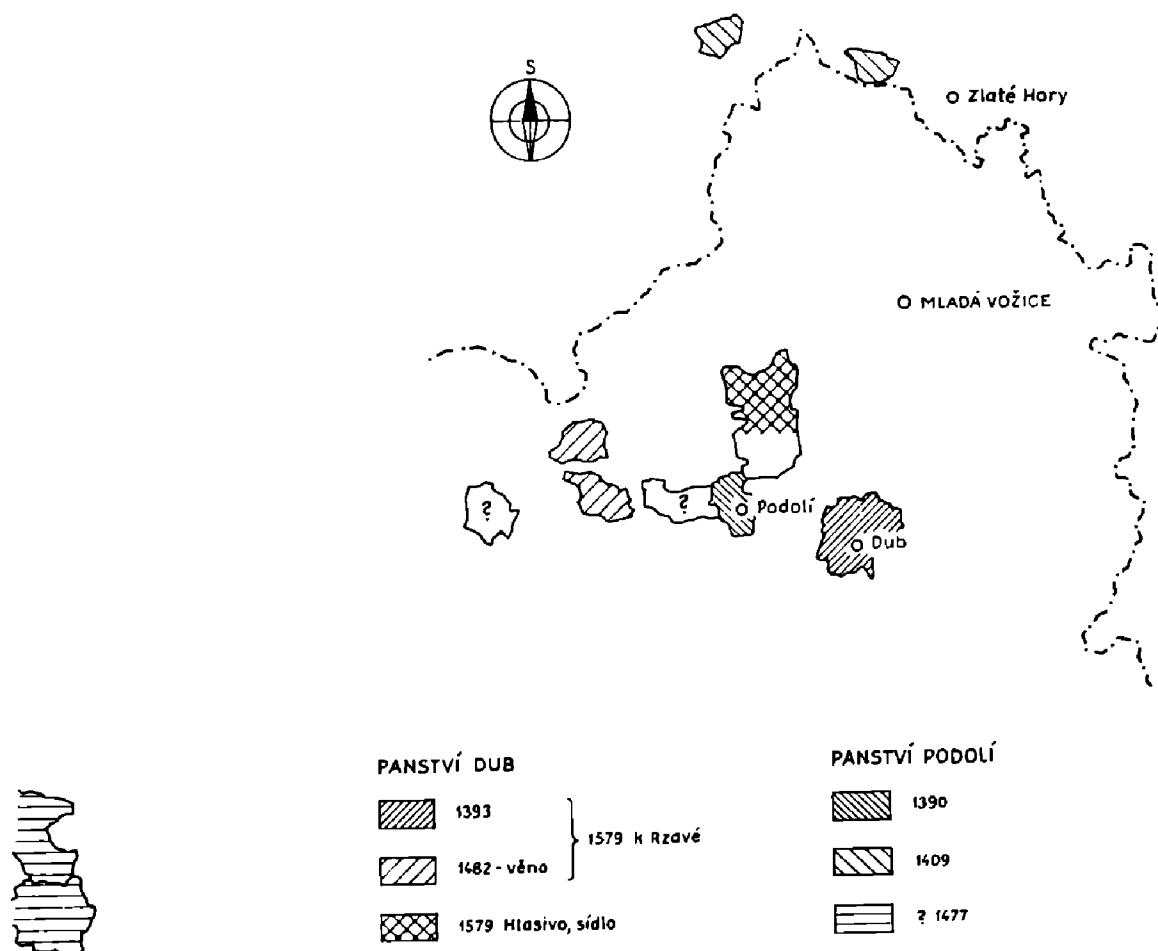 S
Zlaté Hory
MLADÁ VOŽICE
?
?
Podolí
Dub
PANSTVÍ DUB
1393
1482 - věno
1579 k Rzavé
1579 Hlasivo, sídlo
PANSTVÍ PODOLÍ
1390
1409
? 1477